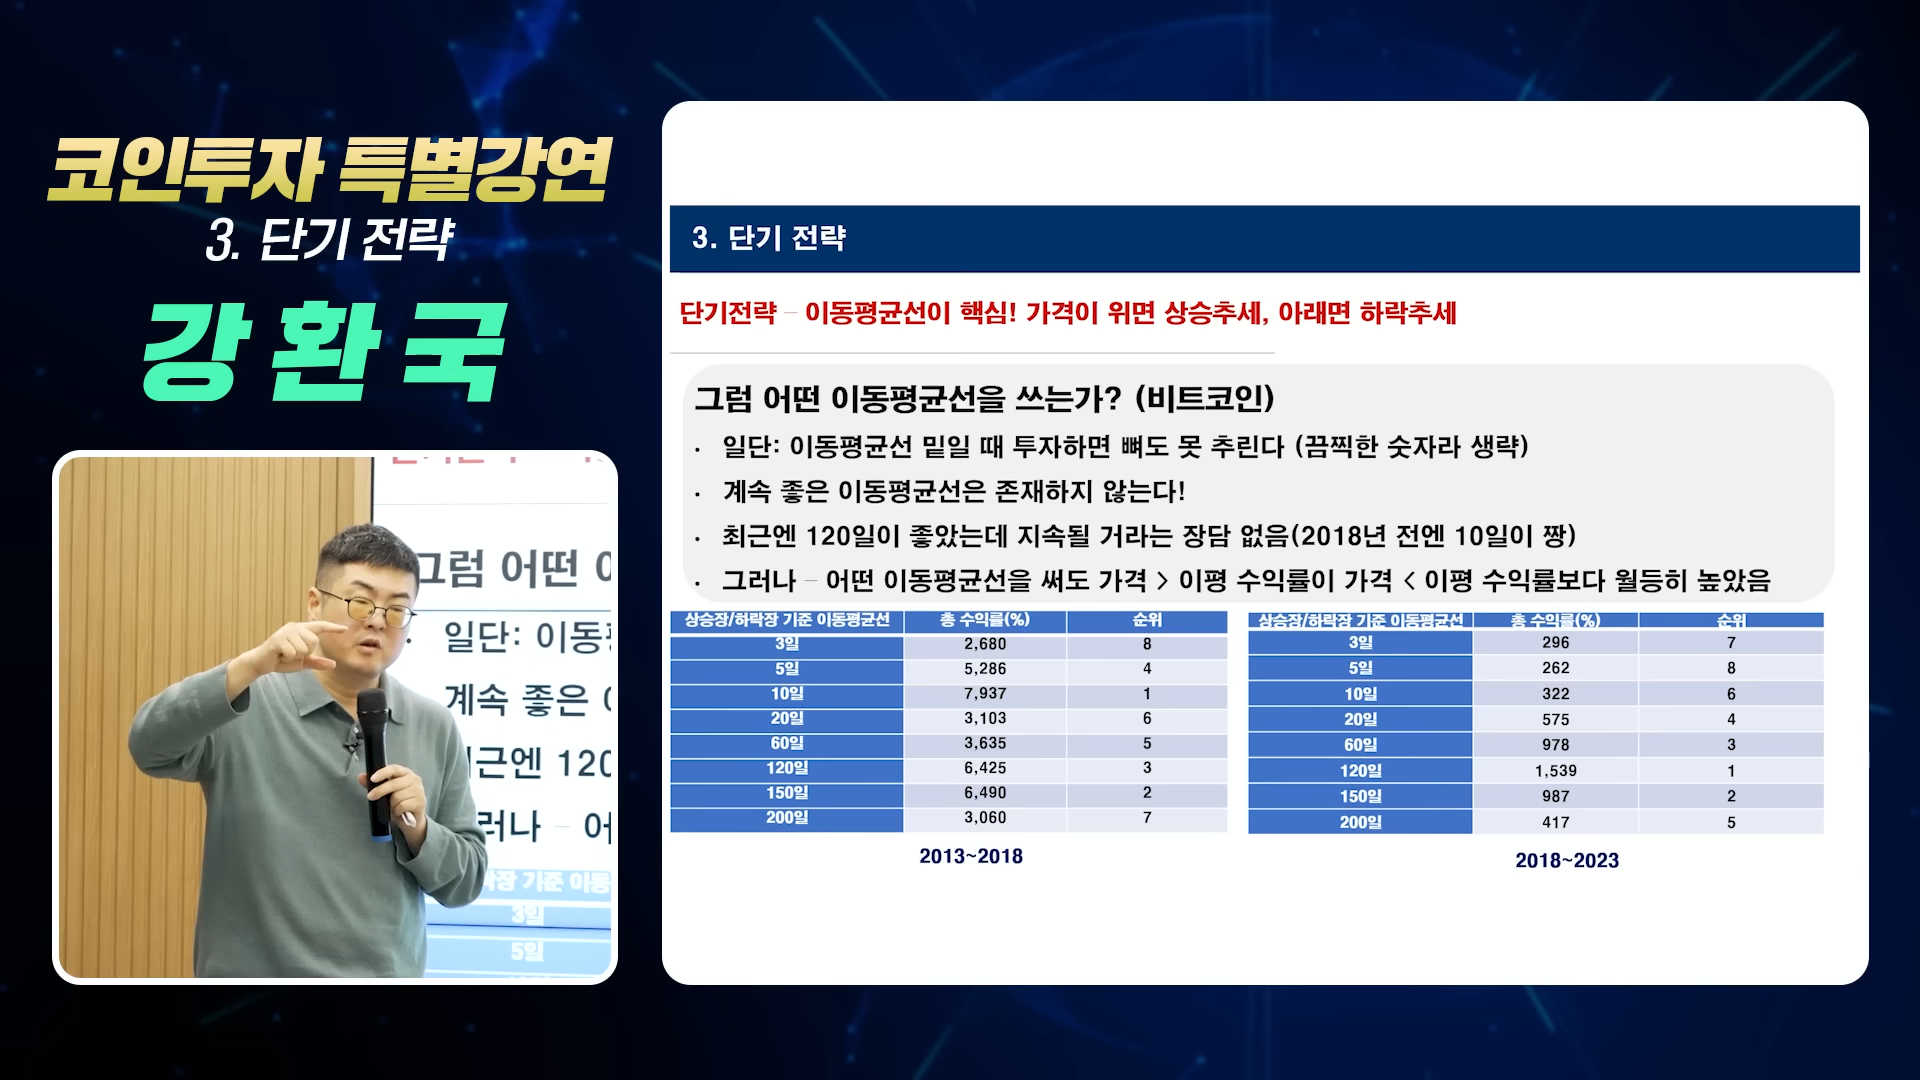 코인투자 특별강연
3. 단기 전략
강환국
3. 단기 전략
단기전략 – 이동평균선이 핵심! 가격이 위면 상승추세, 아래면 하락추세
그럼 어떤 이동평균선을 쓰는가? (비트코인)
· 일단: 이동평균선 밑일 때 투자하면 뼈도 못 추린다 (끔찍한 숫자라 생략)
· 계속 좋은 이동평균선은 존재하지 않는다!
· 최근엔 120일이 좋았는데 지속될 거라는 장담 없음(2018년 전엔 10일이 짱)
· 그러나 – 어떤 이동평균선을 써도 가격 > 이평 수익률이 가격 < 이평 수익률보다 월등히 높았음
상승장/하락장 기준 이동평균선 총 수익률(%) 순위
3일 2,680 8
5일 5,286 4
10일 7,937 1
20일 3,103 6
60일 3,635 5
120일 6,425 3
150일 6,490 2
200일 3,060 7
2013~2018
상승장/하락장 기준 이동평균선 총 수익률(%) 순위
3일 296 7
5일 262 8
10일 322 6
20일 575 4
60일 978 3
120일 1,539 1
150일 987 2
200일 417 5
2018~2023
그럼 어떤
· 일단: 이동
계속 좋은
근엔 120
러나 – 어
락장 기준 이동
3일
5일